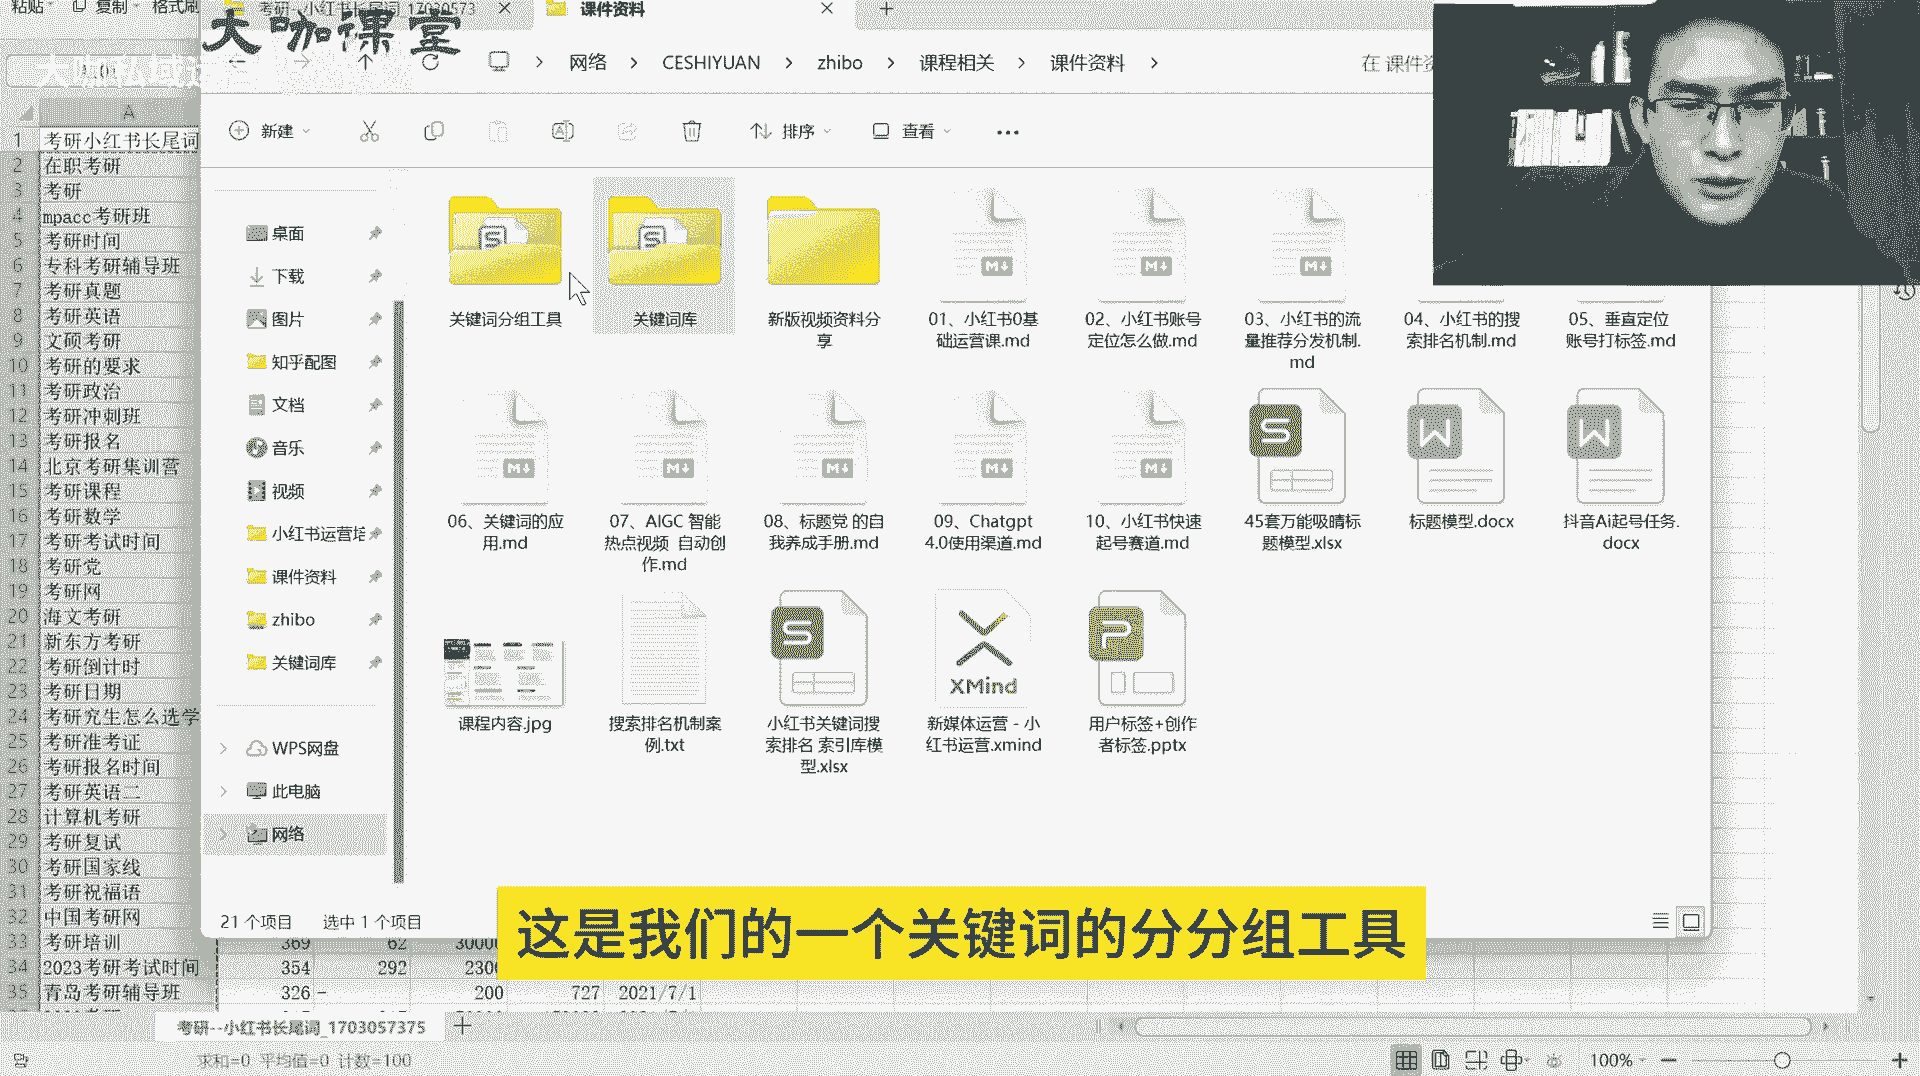 粘贴 复制 格式刷
考研--小红书长尾词_17030573
课件资料
大咖课堂
网络 CESHIYUAN zhibo 课程相关 课件资料
在 课件资
新建 排序 查看
A
1 考研小红书长尾词
2 在职考研
3 考研
4 mpacc考研班
5 考研时间
6 专科考研辅导班
7 考研真题
8 考研英语
9 文硕考研
10 考研的要求
11 考研政治
12 考研冲刺班
13 考研报名
14 北京考研集训营
15 考研课程
16 考研数学
17 考研考试时间
18 考研党
19 考研网
20 海文考研
21 新东方考研
22 考研倒计时
23 考研日期
24 考研究生怎么选学
25 考研准考证
26 考研报名时间
27 考研英语二
28 计算机考研
29 考研复试
30 考研国家线
31 考研祝福语
32 中国考研网
33 考研培训 369 62 30000
34 2023考研考试时间 354 292 2300
35 青岛考研辅导班 326 - 200 727 2021/7/1
桌面
下载
图片
知乎配图
文档
音乐
视频
小红书运营培
课件资料
zhibo
关键词库
WPS网盘
此电脑
网络
关键词分组工具
关键词库
新版视频资料分
享
01、小红书0基
础运营课.md
02、小红书账号
定位怎么做.md
03、小红书的流
量推荐分发机制.
md
04、小红书的搜
索排名机制.md
05、垂直定位
账号打标签.md
06、关键词的应
用.md
07、AIGC 智能
热点视频 自动创
作.md
08、标题党 的自
我养成手册.md
09、Chatgpt
4.0使用渠道.md
10、小红书快速
起号赛道.md
45套万能吸睛标
题模型.xlsx
标题模型.docx
抖音Ai起号任务.
docx
XMind
课程内容.jpg
搜索排名机制案
例.txt
小红书关键词搜
索排名 索引库模
型.xlsx
新媒体运营 - 小
红书运营.xmind
用户标签+创作
者标签.pptx
21 个项目 选中 1 个项目
这是我们的一个关键词的分分组工具
考研--小红书长尾词_1703057375
求和=0 平均值=0 计数=100
100%